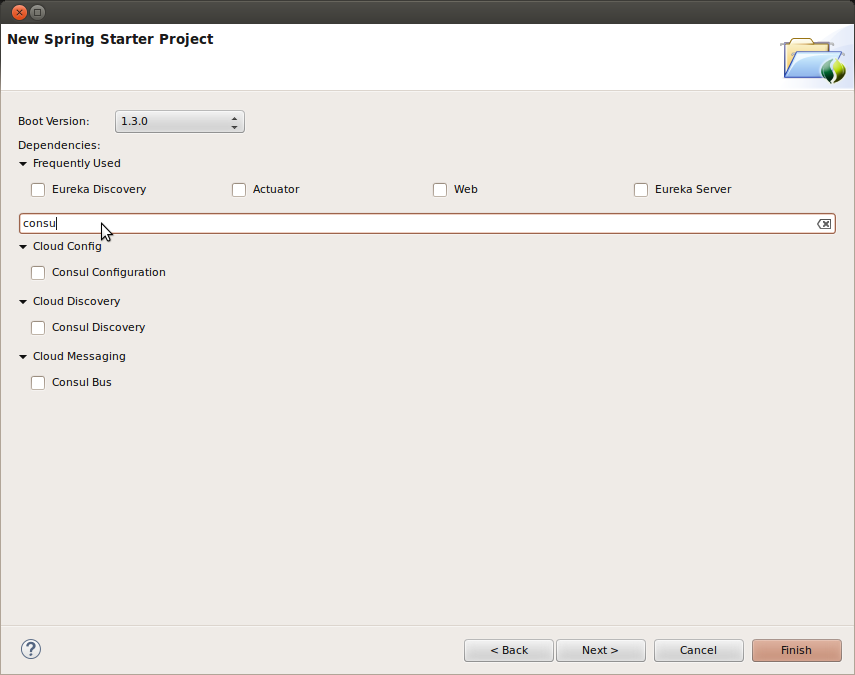 New Spring Starter Project
Boot Version: 1.3.0
Dependencies:
Frequently Used
Eureka Discovery Actuator Web Eureka Server
consu
Cloud Config
Consul Configuration
Cloud Discovery
Consul Discovery
Cloud Messaging
Consul Bus
? < Back Next > Cancel Finish